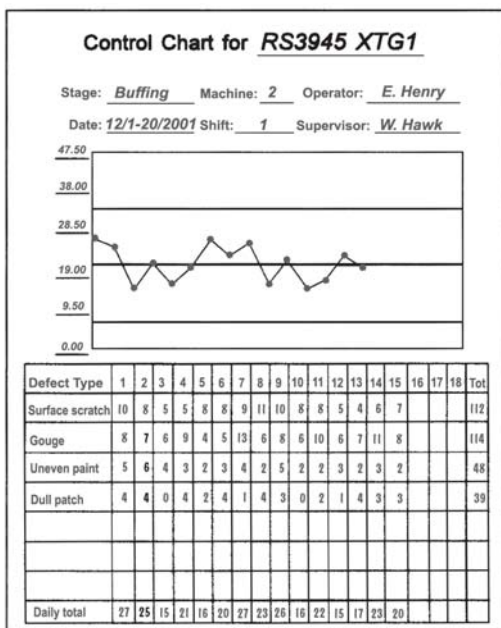 Control Chart for RS3945 XTG1
Stage: Buffing Machine: 2 Operator: E. Henry
Date: 12/1-20/2001 Shift: 1 Supervisor: W. Hawk
47.50
38.00
28.50
19.00
9.50
0.00
Defect Type 1 2 3 4 5 6 7 8 9 10 11 12 13 14 15 16 17 18 Tot
Surface scratch 10 8 5 5 8 8 9 11 10 8 8 5 4 6 7 112
Gouge 8 7 6 9 4 5 13 6 8 6 10 6 7 11 8 114
Uneven paint 5 6 4 3 2 3 4 2 5 2 2 3 2 3 2 48
Dull patch 4 4 0 4 2 4 1 4 3 0 2 1 4 3 3 39
Daily total 27 25 15 21 16 20 27 23 26 16 22 15 17 23 20